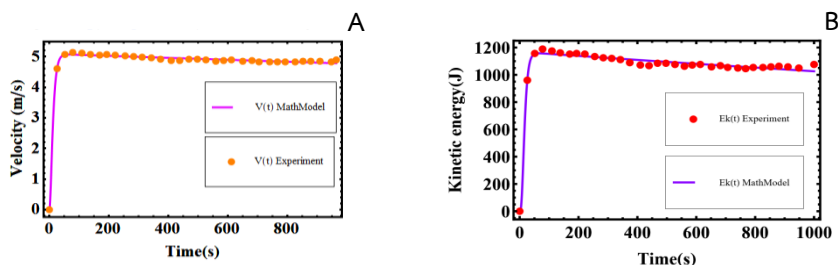 A
Velocity (m/s)
5
4
3
2
1
0
V(t) MathModel
V(t) Experiment
0
200
400
600
800
Time(s)
B
Kinetic energy(J)
1200
1000
800
600
400
200
0
Ek(t) Experiment
Ek(t) MathModel
0
200
400
600
800
1000
Time(s)